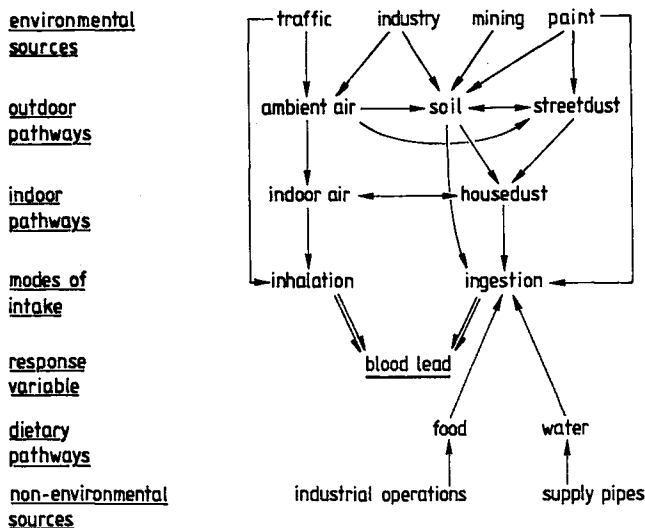 environmental traffic industry mining paint
sources
outdoor ambient air soil streetdust
pathways
indoor indoor air housedust
pathways
modes of inhalation ingestion
intake
response blood lead
variable
dietary food water
pathways
non-environmental industrial operations supply pipes
sources